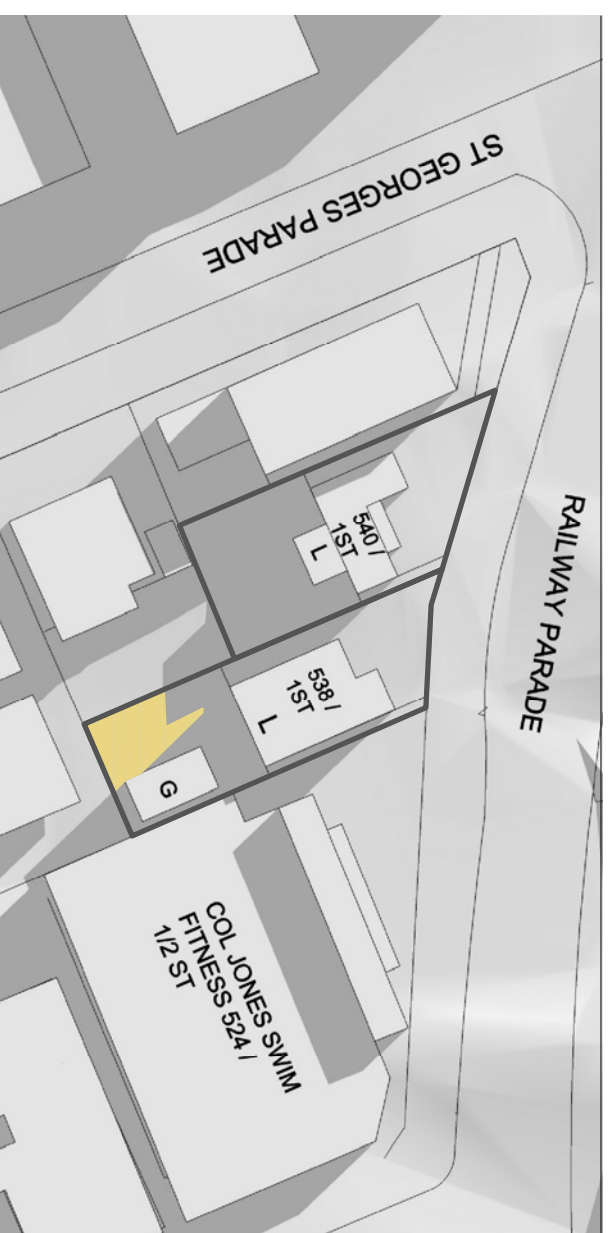 ST GEORGES PARADE
RAILWAY PARADE
540 /
1ST
L
538 /
1ST
L
G
COL JONES SWIM
FITNESS 524 /
1/2 ST